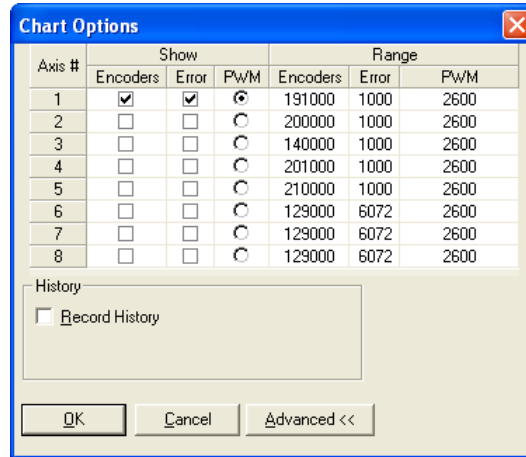 Chart Options
Axis # Show Range
Encoders Error PWM Encoders Error PWM
1 191000 1000 2600
2 200000 1000 2600
3 140000 1000 2600
4 201000 1000 2600
5 210000 1000 2600
6 129000 6072 2600
7 129000 6072 2600
8 129000 6072 2600
History
Record History
OK Cancel Advanced <<